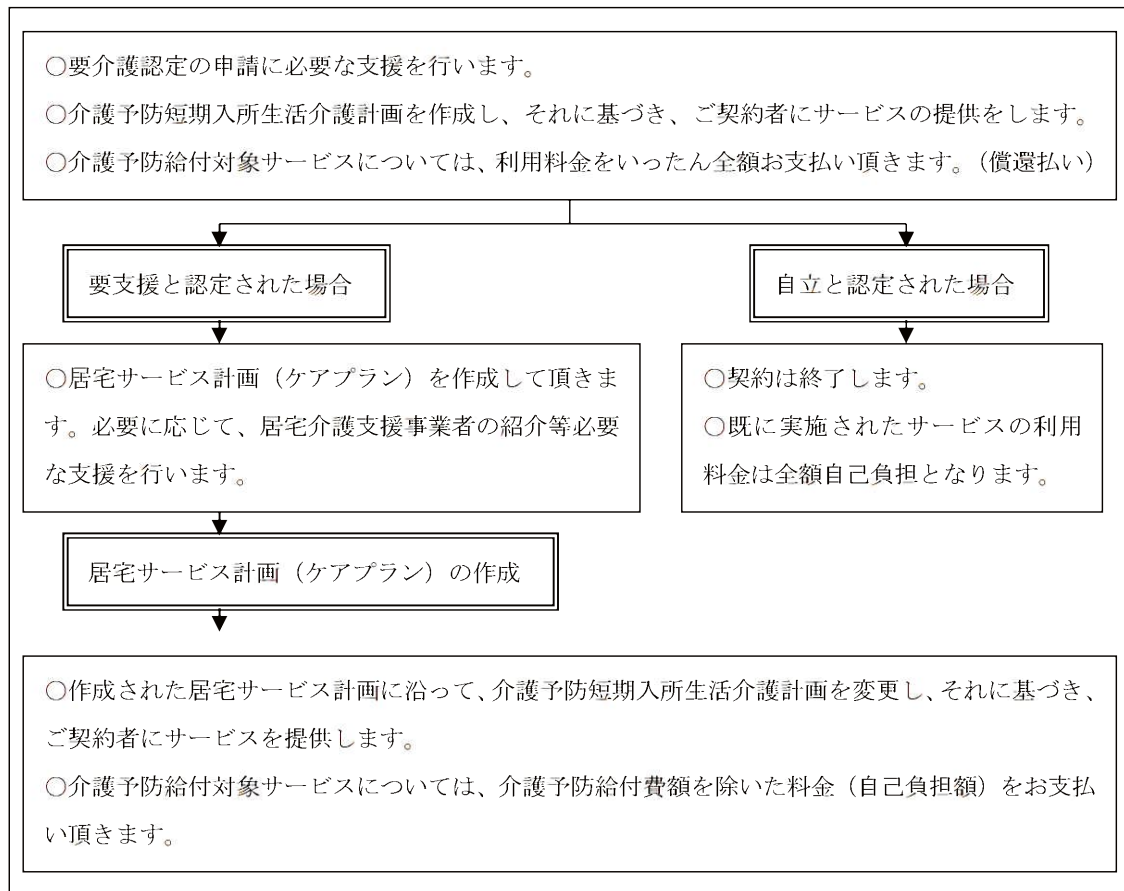 ○要介護認定の申請に必要な支援を行います。
○介護予防短期入所生活介護計画を作成し、それに基づき、ご契約者にサービスの提供をします。
○介護予防給付対象サービスについては、利用料金をいったん全額お支払い頂きます。(償還払い)
要支援と認定された場合
自立と認定された場合
○居宅サービス計画（ケアプラン）を作成して頂きま
す。必要に応じて、居宅介護支援事業者の紹介等必要
な支援を行います。
○契約は終了します。
○既に実施されたサービスの利用
料金は全額自己負担となります。
居宅サービス計画（ケアプラン）の作成
○作成された居宅サービス計画に沿って、介護予防短期入所生活介護計画を変更し、それに基づき、
ご契約者にサービスを提供します。
○介護予防給付対象サービスについては、介護予防給付費額を除いた料金（自己負担額）をお支払
い頂きます。